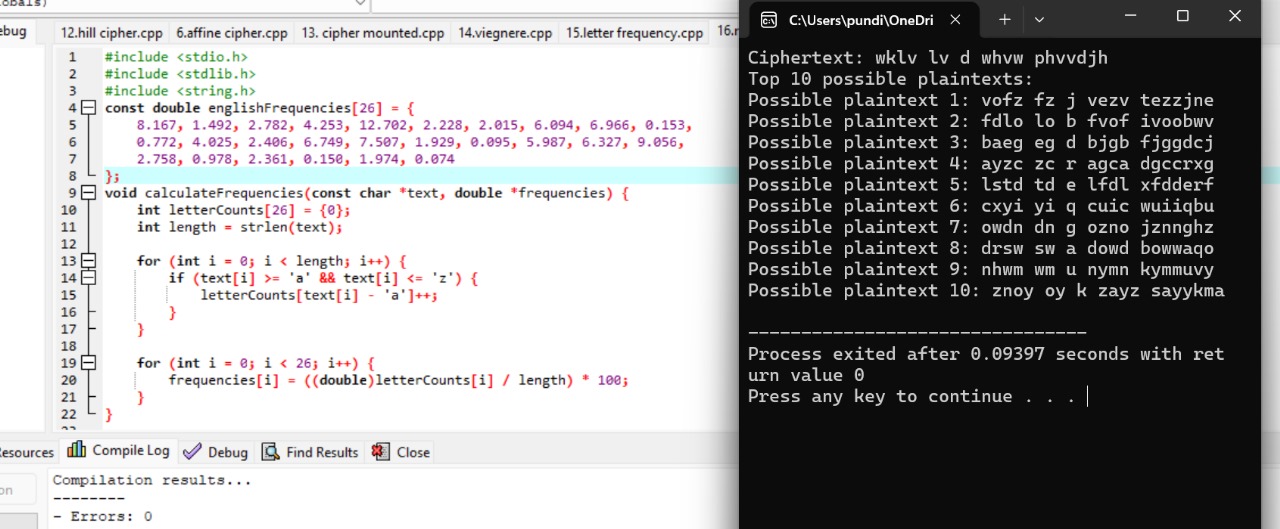 obals)
ebug
12.hill cipher.cpp 6.affine cipher.cpp 13. cipher mounted.cpp 14.viegnere.cpp 15.letter frequency.cpp
1 #include <stdio.h>
2 #include <stdlib.h>
3 #include <string.h>
4 const double englishFrequencies[26] = {
5 8.167, 1.492, 2.782, 4.253, 12.702, 2.228, 2.015, 6.094, 6.966, 0.153,
6 0.772, 4.025, 2.406, 6.749, 7.507, 1.929, 0.095, 5.987, 6.327, 9.056,
7 2.758, 0.978, 2.361, 0.150, 1.974, 0.074
8 };
9 void calculateFrequencies(const char *text, double *frequencies) {
10 int letterCounts[26] = {0};
11 int length = strlen(text);
12
13 for (int i = 0; i < length; i++) {
14 if (text[i] >= 'a' && text[i] <= 'z') {
15 letterCounts[text[i] - 'a']++;
16 }
17 }
18
19 for (int i = 0; i < 26; i++) {
20 frequencies[i] = ((double)letterCounts[i] / length) * 100;
21 }
22 }
esources Compile Log Debug Find Results Close
on
Compilation results...
--------
- Errors: 0
C:\Users\pundi\OneDri
Ciphertext: wklv lv d whvw phvvdjh
Top 10 possible plaintexts:
Possible plaintext 1: vofz fz j vezv tezzjne
Possible plaintext 2: fdlo lo b fvof ivoobwv
Possible plaintext 3: baeg eg d bjgb fjggdcj
Possible plaintext 4: ayzc zc r agca dgccrxg
Possible plaintext 5: lstd td e lfdl xfdderf
Possible plaintext 6: cxyi yi q cuic wuiiqbu
Possible plaintext 7: owdn dn g ozno jznnghz
Possible plaintext 8: drsw sw a dowd bowwaqo
Possible plaintext 9: nhwm wm u nymn kymmuvy
Possible plaintext 10: znoy oy k zayz sayykma
--------------------------------
Process exited after 0.09397 seconds with ret
urn value 0
Press any key to continue . . .